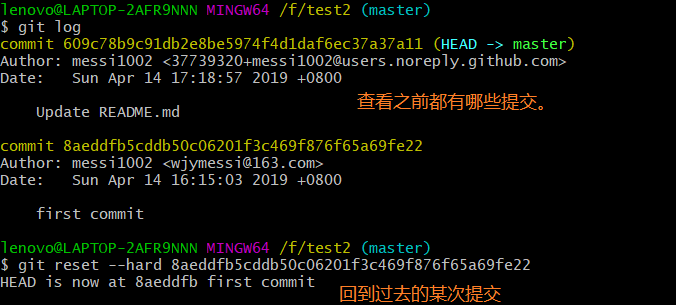 lenovo@LAPTOP-2AFR9NNN MINGW64 /f/test2 (master)
$ git log
commit 609c78b9c91db2e8be5974f4d1daf6ec37a37a11 (HEAD -> master)
Author: messi1002 <37739320+messi1002@users.noreply.github.com>
Date:   Sun Apr 14 17:18:57 2019 +0800
查看之前都有哪些提交。
    Update README.md
commit 8aeddfb5cddb50c06201f3c469f876f65a69fe22
Author: messi1002 <wjymessi@163.com>
Date:   Sun Apr 14 16:15:03 2019 +0800
    first commit
lenovo@LAPTOP-2AFR9NNN MINGW64 /f/test2 (master)
$ git reset --hard 8aeddfb5cddb50c06201f3c469f876f65a69fe22
HEAD is now at 8aeddfb first commit
回到过去的某次提交